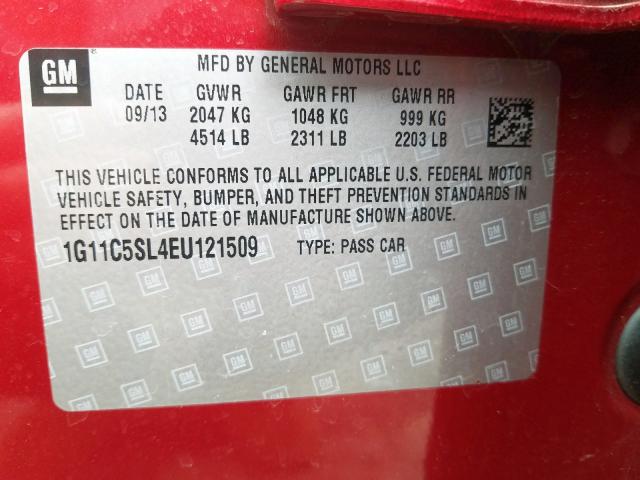 GM
MFD BY GENERAL MOTORS LLC
DATE GVWR GAWR FRT GAWR RR
09/13 2047 KG 1048 KG 999 KG
4514 LB 2311 LB 2203 LB
THIS VEHICLE CONFORMS TO ALL APPLICABLE U.S. FEDERAL MOTOR
VEHICLE SAFETY, BUMPER, AND THEFT PREVENTION STANDARDS IN
EFFECT ON THE DATE OF MANUFACTURE SHOWN ABOVE.
1G11C5SL4EU121509 TYPE: PASS CAR